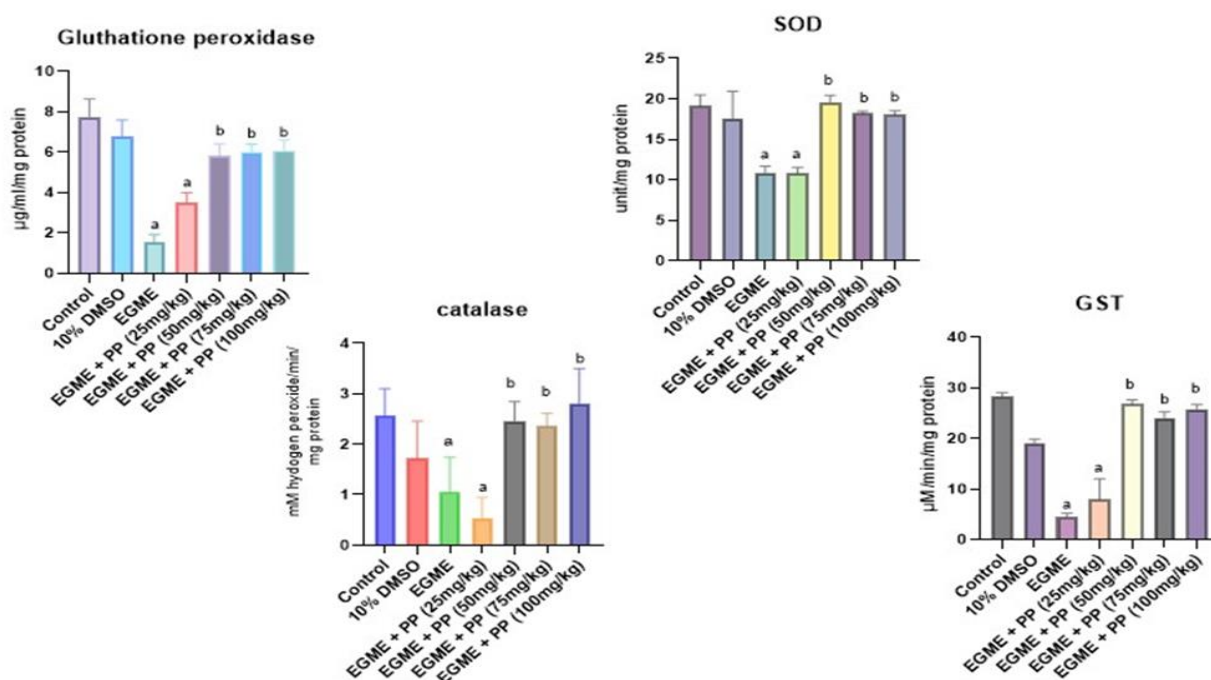 Gluthatione peroxidase
µg/ml/mg protein
10
8
6
4
2
0
a
a
b
b
b
Control
10% DMSO
EGME
EGME + PP (25mg/kg)
EGME + PP (50mg/kg)
EGME + PP (75mg/kg)
EGME + PP (100mg/kg)
SOD
unit/mg protein
25
20
15
10
5
0
a
a
b
b
b
Control
10% DMSO
EGME
EGME + PP (25mg/kg)
EGME + PP (50mg/kg)
EGME + PP (75mg/kg)
EGME + PP (100mg/kg)
catalase
mM hydogen peroxide/min/
mg protein
4
3
2
1
0
a
a
b
b
b
Control
10% DMSO
EGME
EGME + PP (25mg/kg)
EGME + PP (50mg/kg)
EGME + PP (75mg/kg)
EGME + PP (100mg/kg)
GST
µM/min/mg protein
40
30
20
10
0
a
a
b
b
b
Control
10% DMSO
EGME
EGME + PP (25mg/kg)
EGME + PP (50mg/kg)
EGME + PP (75mg/kg)
EGME + PP (100mg/kg)